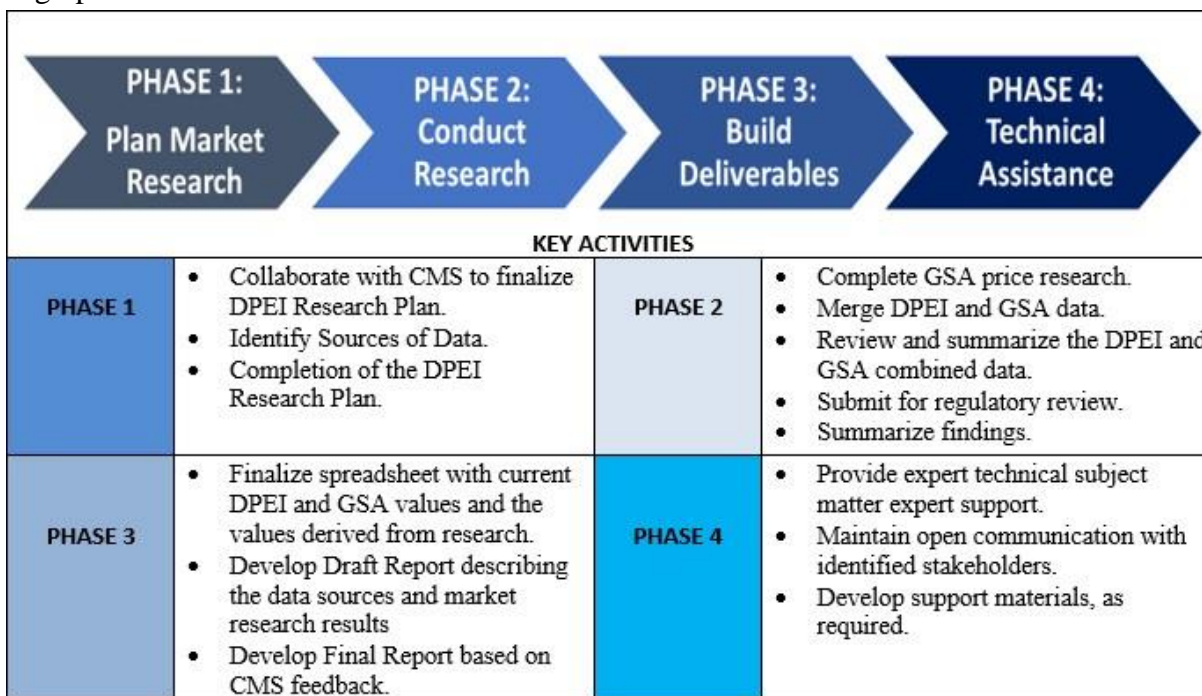 PHASE 1:
Plan Market
Research
PHASE 2:
Conduct
Research
PHASE 3:
Build
Deliverables
PHASE 4:
Technical
Assistance
KEY ACTIVITIES
PHASE 1
• Collaborate with CMS to finalize
DPEI Research Plan.
• Identify Sources of Data.
• Completion of the DPEI
Research Plan.
PHASE 2
• Complete GSA price research.
• Merge DPEI and GSA data.
• Review and summarize the DPEI and
GSA combined data.
• Submit for regulatory review.
• Summarize findings.
PHASE 3
• Finalize spreadsheet with current
DPEI and GSA values and the
values derived from research.
• Develop Draft Report describing
the data sources and market
research results
• Develop Final Report based on
CMS feedback.
PHASE 4
• Provide expert technical subject
matter expert support.
• Maintain open communication with
identified stakeholders.
• Develop support materials, as
required.